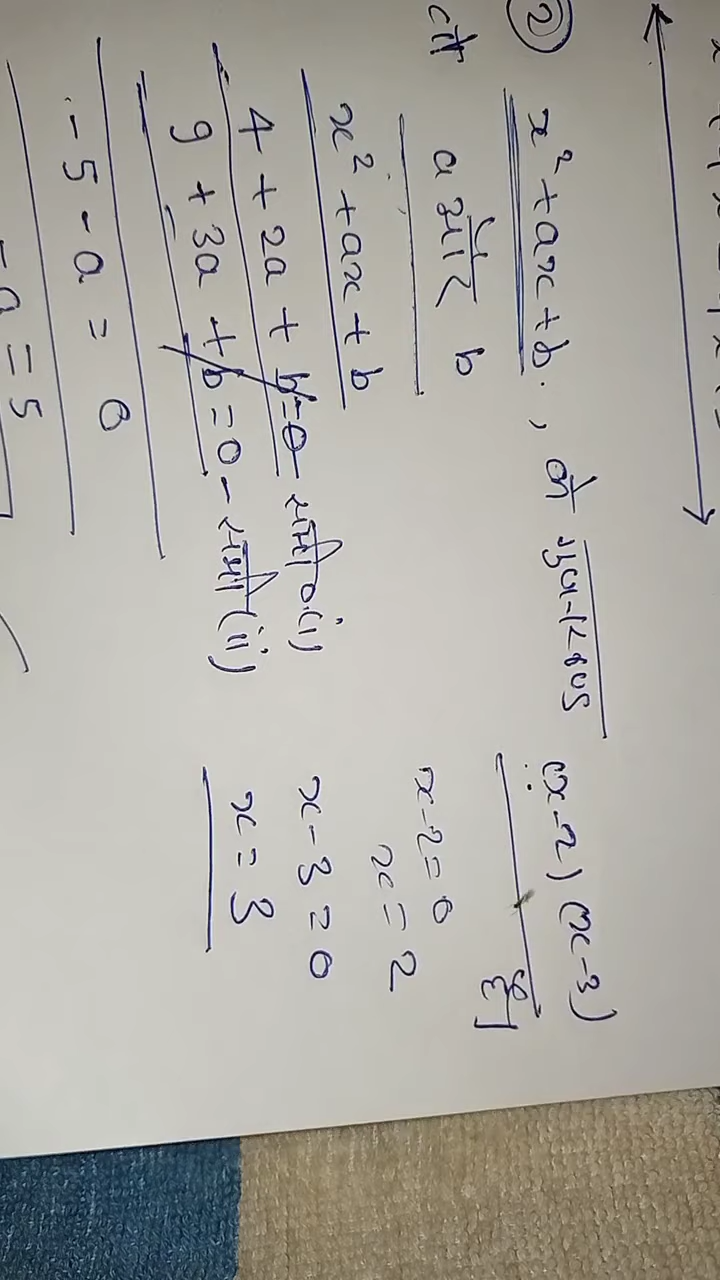 ② x² + ax + b, के गुणनखण्ड (x-2) (x-3) हैं
a और b
x - 2 = 0
x = 2
x² + ax + b
x - 3 = 0
4 + 2a + b = 0 - समी०(i)
x = 3
9 + 3a + b = 0 - समी०(ii)
- 5 - a = 0
- a = 5